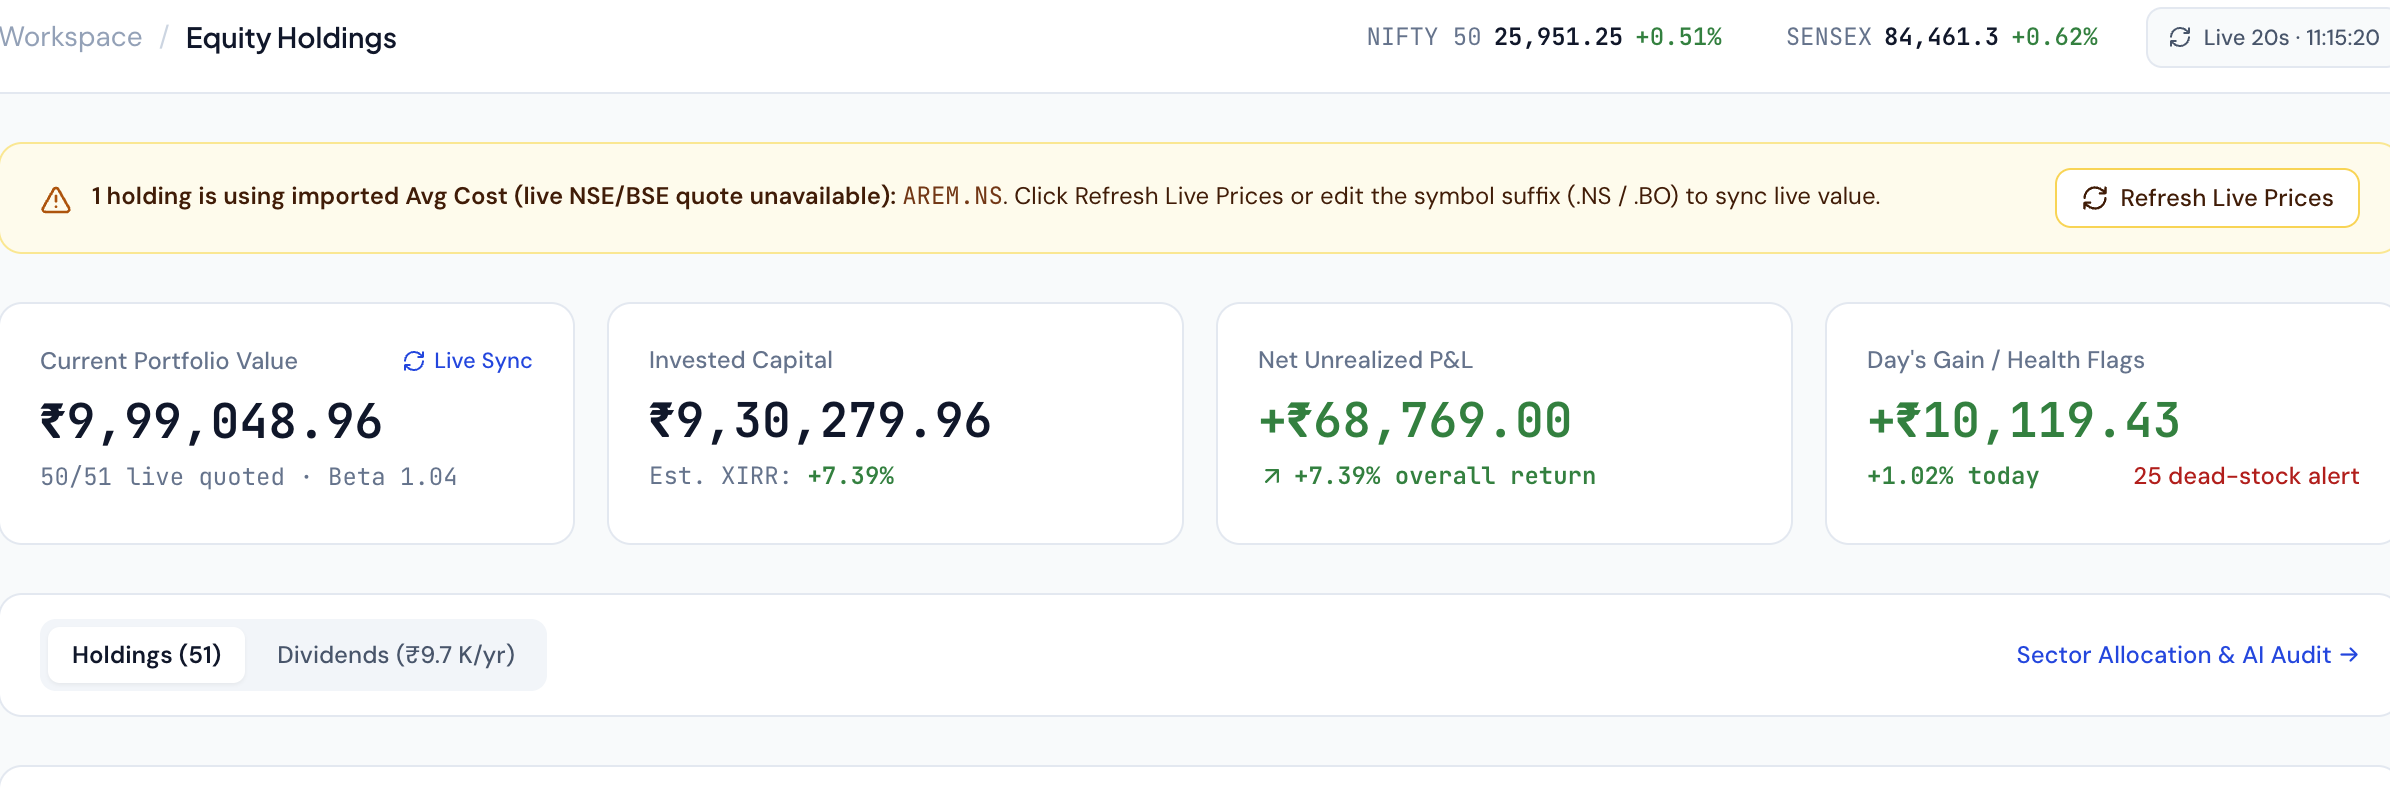 Workspace / Equity Holdings
NIFTY 50 25,951.25 +0.51% SENSEX 84,461.3 +0.62% Live 20s · 11:15:20
1 holding is using imported Avg Cost (live NSE/BSE quote unavailable): AREM.NS. Click Refresh Live Prices or edit the symbol suffix (.NS / .BO) to sync live value.
Refresh Live Prices
Current Portfolio Value Live Sync
₹9,99,048.96
50/51 live quoted · Beta 1.04
Invested Capital
₹9,30,279.96
Est. XIRR: +7.39%
Net Unrealized P&L
+₹68,769.00
↗ +7.39% overall return
Day's Gain / Health Flags
+₹10,119.43
+1.02% today 25 dead-stock alert
Holdings (51) Dividends (₹9.7 K/yr)
Sector Allocation & AI Audit →